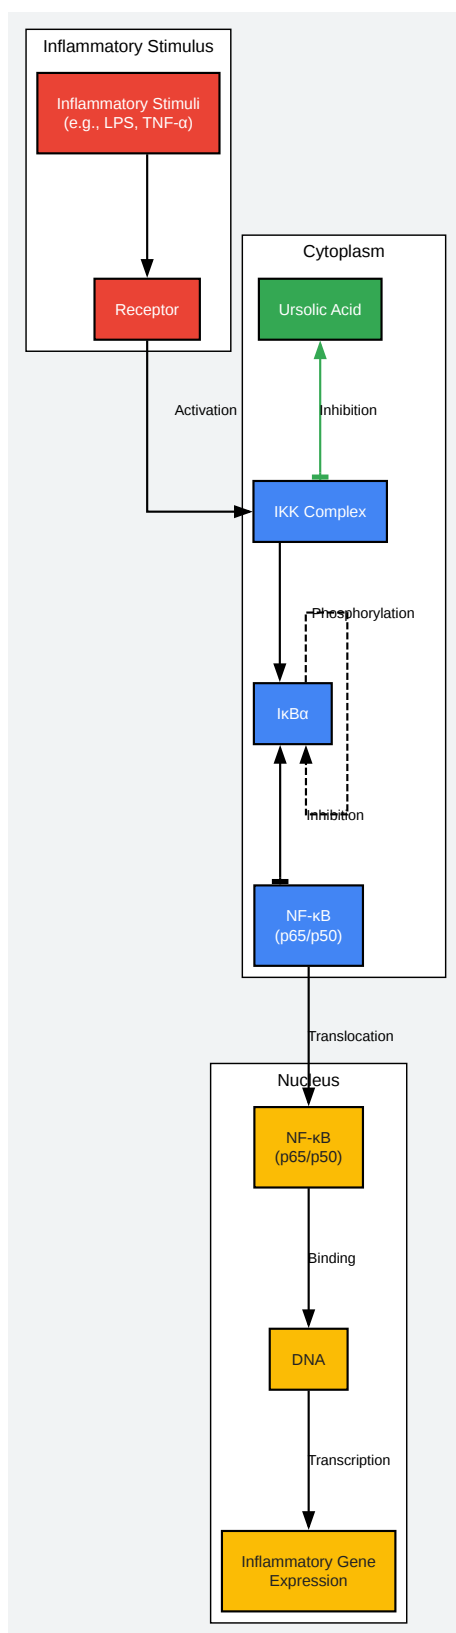 Inflammatory Stimulus
Inflammatory Stimuli
(e.g., LPS, TNF-α)
Receptor
Activation
Cytoplasm
Ursolic Acid
Inhibition
IKK Complex
Phosphorylation
IκBα
Inhibition
NF-κB
(p65/p50)
Translocation
Nucleus
NF-κB
(p65/p50)
Binding
DNA
Transcription
Inflammatory Gene
Expression